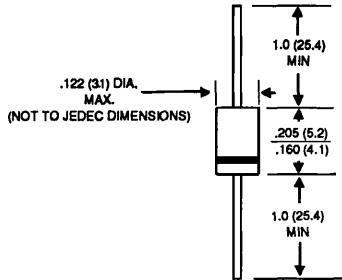 1.0 (25.4)
MIN
.122 (3.1) DIA.
MAX.
(NOT TO JEDEC DIMENSIONS)
.205 (5.2)
.160 (4.1)
1.0 (25.4)
MIN